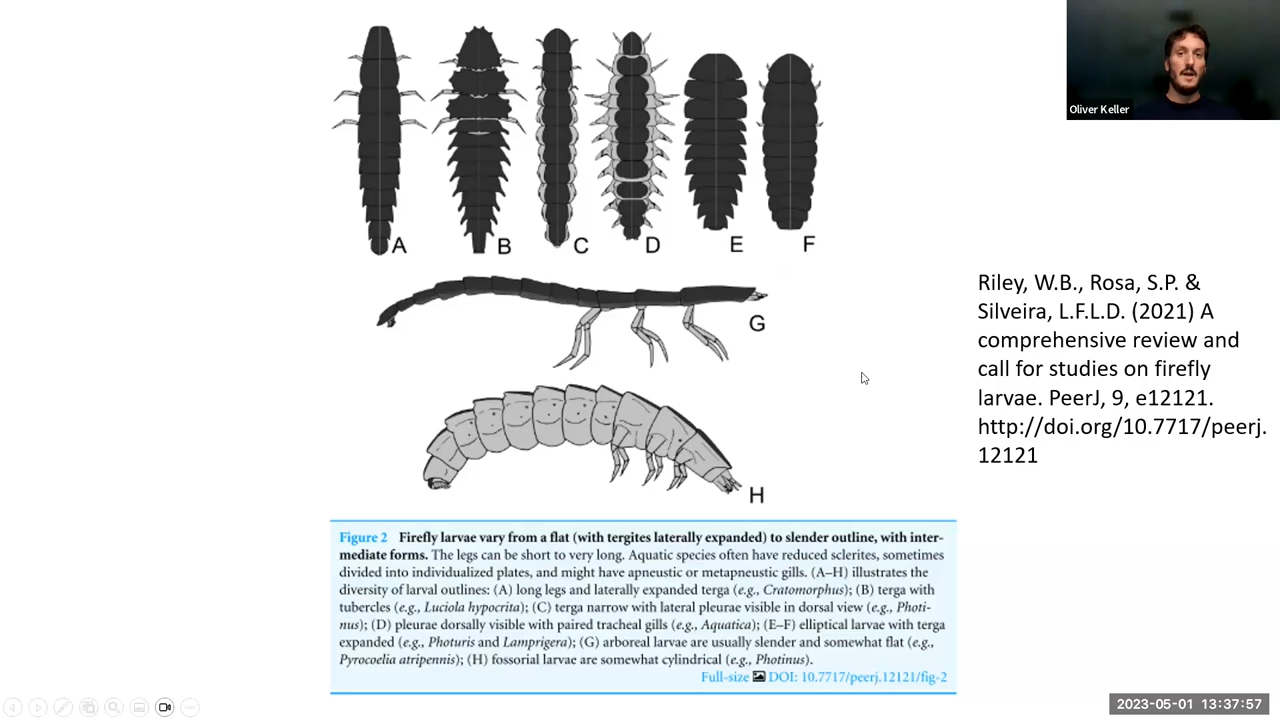 Oliver Keller
A
B
C
D
E
F
G
H
Riley, W.B., Rosa, S.P. &
Silveira, L.F.L.D. (2021) A
comprehensive review and
call for studies on firefly
larvae. PeerJ, 9, e12121.
http://doi.org/10.7717/peerj.
12121
Figure 2 Firefly larvae vary from a flat (with tergites laterally expanded) to slender outline, with inter-
mediate forms. The legs can be short to very long. Aquatic species often have reduced sclerites, sometimes
divided into individualized plates, and might have apneustic or metapneustic gills. (A–H) illustrates the
diversity of larval outlines: (A) long legs and laterally expanded terga (e.g., Cratomorphus); (B) terga with
tubercles (e.g., Luciola hypocrita); (C) terga narrow with lateral pleurae visible in dorsal view (e.g., Photi-
nus); (D) pleurae dorsally visible with paired tracheal gills (e.g., Aquatica); (E–F) elliptical larvae with terga
expanded (e.g., Photuris and Lamprigera); (G) arboreal larvae are usually slender and somewhat flat (e.g.,
Pyrocoelia atripennis); (H) fossorial larvae are somewhat cylindrical (e.g., Photinus).
Full-size DOI: 10.7717/peerj.12121/fig-2
2023-05-01 13:37:57